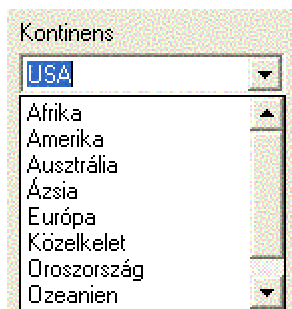 Kontinens
USA
Afrika
Amerika
Ausztrália
Ázsia
Európa
Közelkelet
Oroszország
Ozeanien